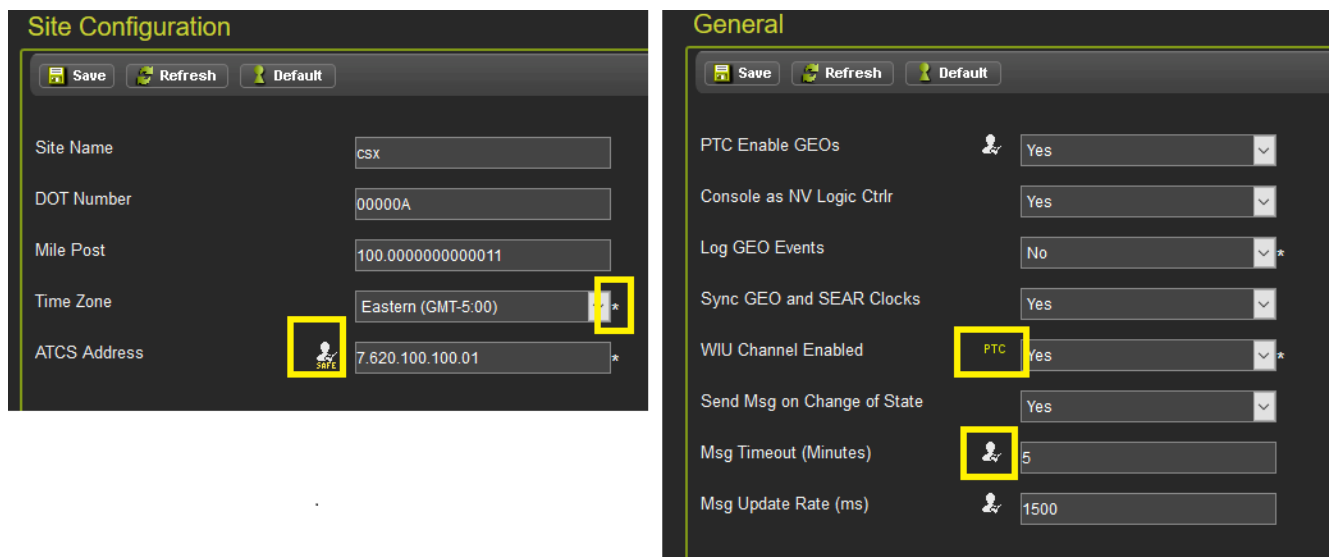 Site Configuration
Save Refresh Default
Site Name csx
DOT Number 00000A
Mile Post 100.0000000000011
Time Zone Eastern (GMT-5:00) *
ATCS Address SAFE 7.620.100.100.01 *
.
General
Save Refresh Default
PTC Enable GEOs Yes
Console as NV Logic Ctrlr Yes
Log GEO Events No *
Sync GEO and SEAR Clocks Yes
WIU Channel Enabled PTC Yes *
Send Msg on Change of State Yes
Msg Timeout (Minutes) 5
Msg Update Rate (ms) 1500